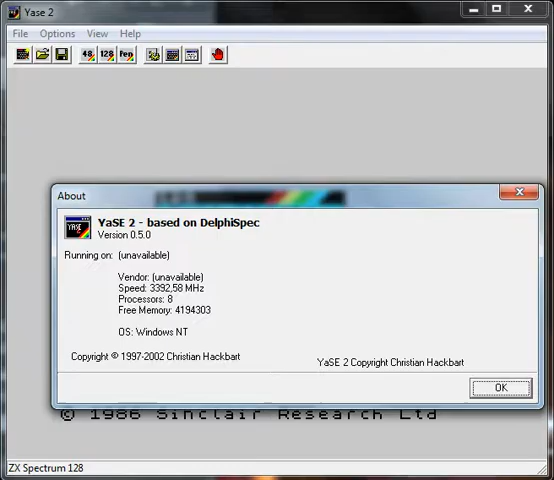 Yase 2
File Options View Help
48 128 rep
About
YaSE 2 - based on DelphiSpec
Version 0.5.0
Running on: (unavailable)
Vendor: (unavailable)
Speed: 3392,58 MHz
Processors: 8
Free Memory: 4194303
OS: Windows NT
Copyright © 1997-2002 Christian Hackbart
YaSE 2 Copyright Christian Hackbart
OK
© 1986 Sinclair Research Ltd
ZX Spectrum 128